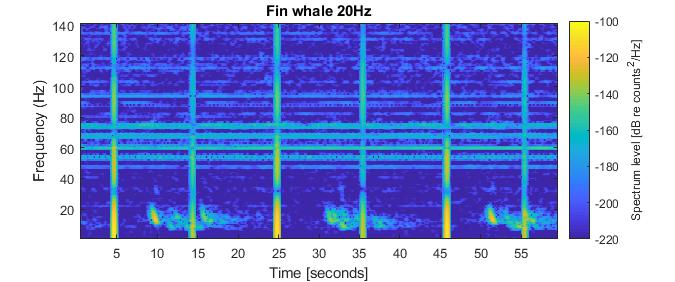 Fin whale 20Hz
Frequency (Hz)
140
120
100
80
60
40
20
5 10 15 20 25 30 35 40 45 50 55
Time [seconds]
-100
-120
-140
-160
-180
-200
-220
Spectrum level [dB re counts²/Hz]